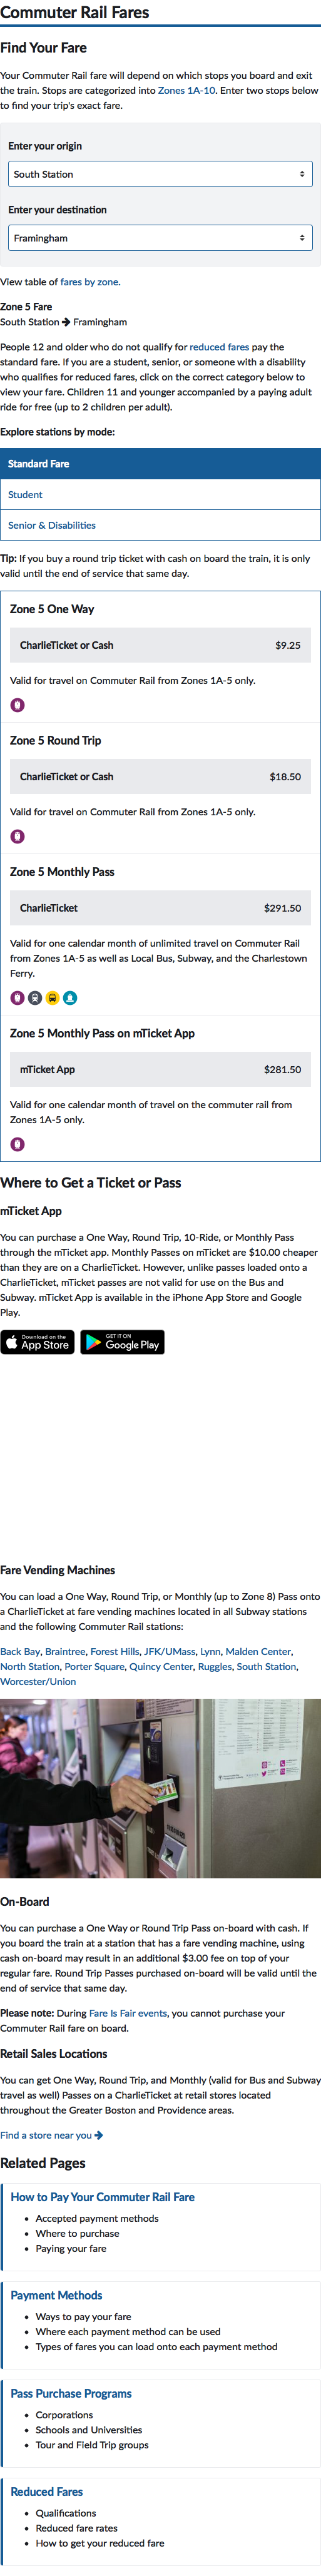 Commuter Rail Fares
Find Your Fare
Your Commuter Rail fare will depend on which stops you board and exit
the train. Stops are categorized into Zones 1A-10. Enter two stops below
to find your trip's exact fare.
Enter your origin
South Station
Enter your destination
Framingham
View table of fares by zone.
Zone 5 Fare
South Station → Framingham
People 12 and older who do not qualify for reduced fares pay the
standard fare. If you are a student, senior, or someone with a disability
who qualifies for reduced fares, click on the correct category below to
view your fare. Children 11 and younger accompanied by a paying adult
ride for free (up to 2 children per adult).
Explore stations by mode:
Standard Fare
Student
Senior & Disabilities
Tip: If you buy a round trip ticket with cash on board the train, it is only
valid until the end of service that same day.
Zone 5 One Way
CharlieTicket or Cash $9.25
Valid for travel on Commuter Rail from Zones 1A-5 only.
Zone 5 Round Trip
CharlieTicket or Cash $18.50
Valid for travel on Commuter Rail from Zones 1A-5 only.
Zone 5 Monthly Pass
CharlieTicket $291.50
Valid for one calendar month of unlimited travel on Commuter Rail
from Zones 1A-5 as well as Local Bus, Subway, and the Charlestown
Ferry.
Zone 5 Monthly Pass on mTicket App
mTicket App $281.50
Valid for one calendar month of travel on the commuter rail from
Zones 1A-5 only.
Where to Get a Ticket or Pass
mTicket App
You can purchase a One Way, Round Trip, 10-Ride, or Monthly Pass
through the mTicket app. Monthly Passes on mTicket are $10.00 cheaper
than they are on a CharlieTicket. However, unlike passes loaded onto a
CharlieTicket, mTicket passes are not valid for use on the Bus and
Subway. mTicket App is available in the iPhone App Store and Google
Play.
Download on the App Store GET IT ON Google Play
Fare Vending Machines
You can load a One Way, Round Trip, or Monthly (up to Zone 8) Pass onto
a CharlieTicket at fare vending machines located in all Subway stations
and the following Commuter Rail stations:
Back Bay, Braintree, Forest Hills, JFK/UMass, Lynn, Malden Center,
North Station, Porter Square, Quincy Center, Ruggles, South Station,
Worcester/Union
On-Board
You can purchase a One Way or Round Trip Pass on-board with cash. If
you board the train at a station that has a fare vending machine, using
cash on-board may result in an additional $3.00 fee on top of your
regular fare. Round Trip Passes purchased on-board will be valid until the
end of service that same day.
Please note: During Fare Is Fair events, you cannot purchase your
Commuter Rail fare on board.
Retail Sales Locations
You can get One Way, Round Trip, and Monthly (valid for Bus and Subway
travel as well) Passes on a CharlieTicket at retail stores located
throughout the Greater Boston and Providence areas.
Find a store near you →
Related Pages
How to Pay Your Commuter Rail Fare
• Accepted payment methods
• Where to purchase
• Paying your fare
Payment Methods
• Ways to pay your fare
• Where each payment method can be used
• Types of fares you can load onto each payment method
Pass Purchase Programs
• Corporations
• Schools and Universities
• Tour and Field Trip groups
Reduced Fares
• Qualifications
• Reduced fare rates
• How to get your reduced fare